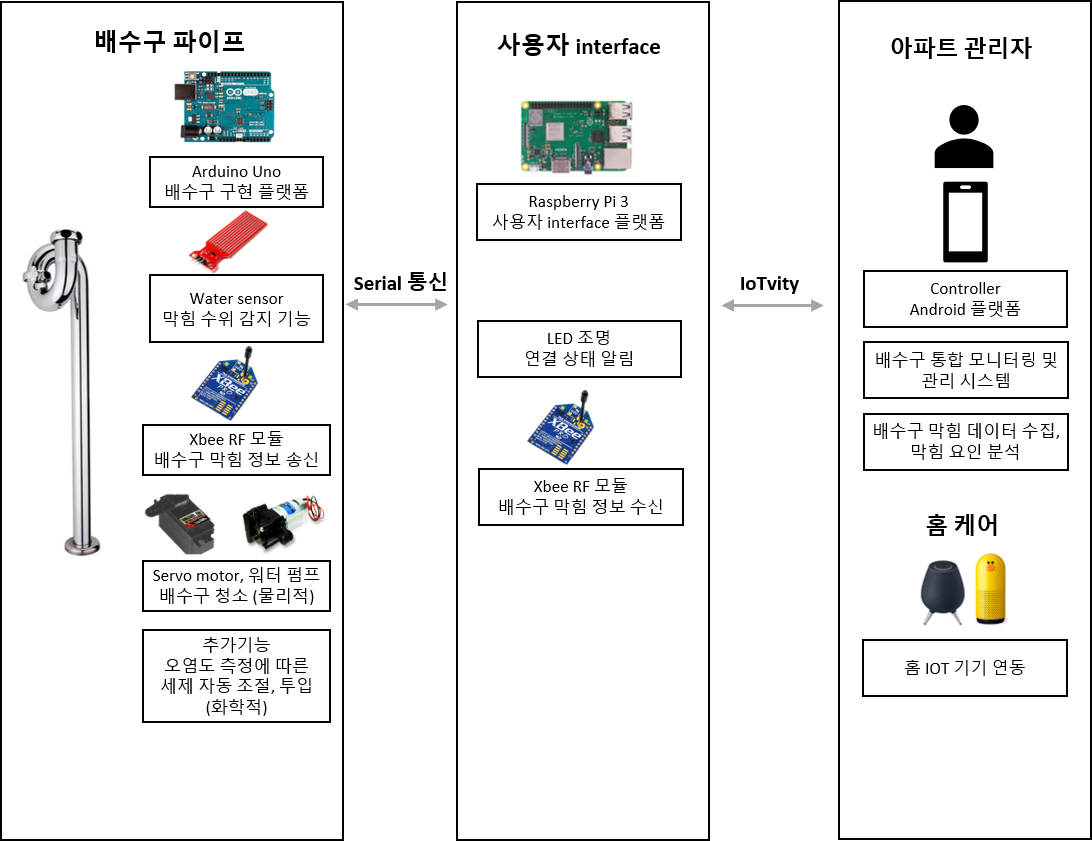 배수구 파이프
Arduino Uno
배수구 구현 플랫폼
Water sensor
막힘 수위 감지 기능
XBee
PRO
Xbee RF 모듈
배수구 막힘 정보 송신
Servo motor, 워터 펌프
배수구 청소 (물리적)
추가기능
오염도 측정에 따른
세제 자동 조절, 투입
(화학적)
Serial 통신
사용자 interface
Raspberry Pi 3
사용자 interface 플랫폼
LED 조명
연결 상태 알림
XBee
PRO
Xbee RF 모듈
배수구 막힘 정보 수신
IoTvity
아파트 관리자
Controller
Android 플랫폼
배수구 통합 모니터링 및
관리 시스템
배수구 막힘 데이터 수집,
막힘 요인 분석
홈 케어
홈 IOT 기기 연동